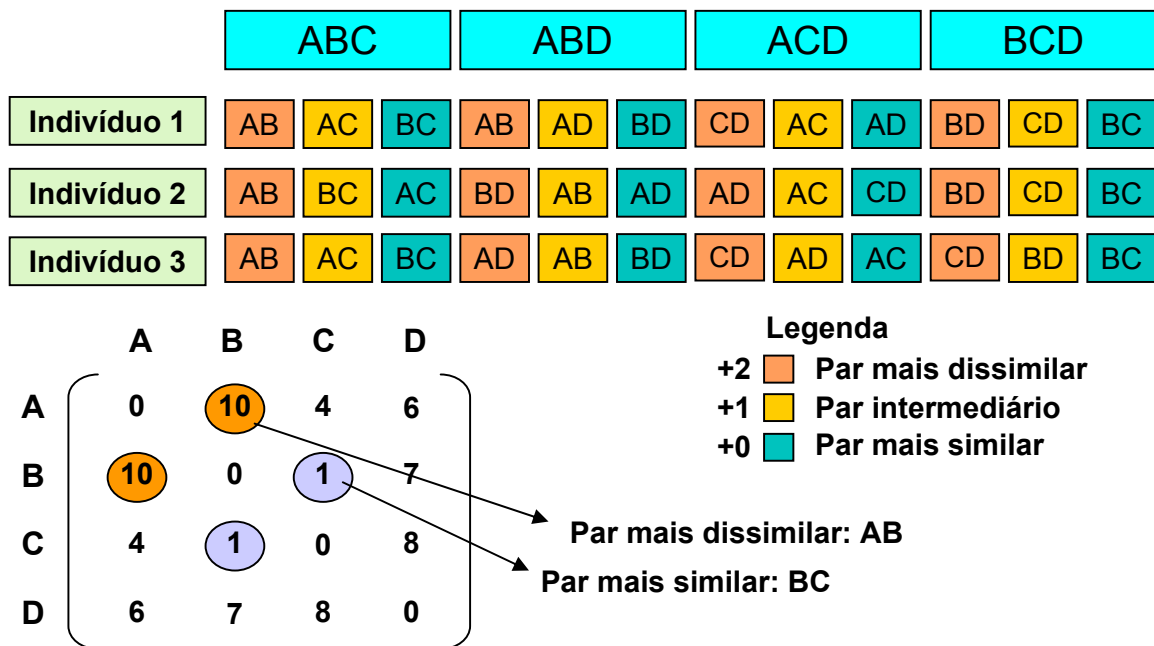 ABC ABD ACD BCD
Indivíduo 1 AB AC BC AB AD BD CD AC AD BD CD BC
Indivíduo 2 AB BC AC BD AB AD AD AC CD BD CD BC
Indivíduo 3 AB AC BC AD AB BD CD AD AC CD BD BC
A B C D
A 0 10 4 6
B 10 0 1 7
C 4 1 0 8
D 6 7 8 0
Legenda
+2 Par mais dissimilar
+1 Par intermediário
+0 Par mais similar
Par mais dissimilar: AB
Par mais similar: BC